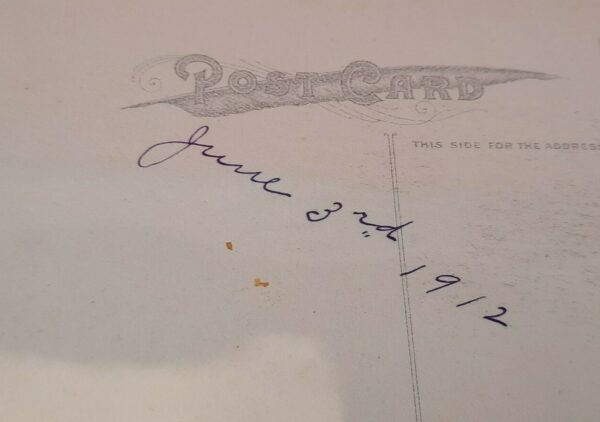 POST CARD
THIS SIDE FOR THE ADDRESS
June 3rd 1912